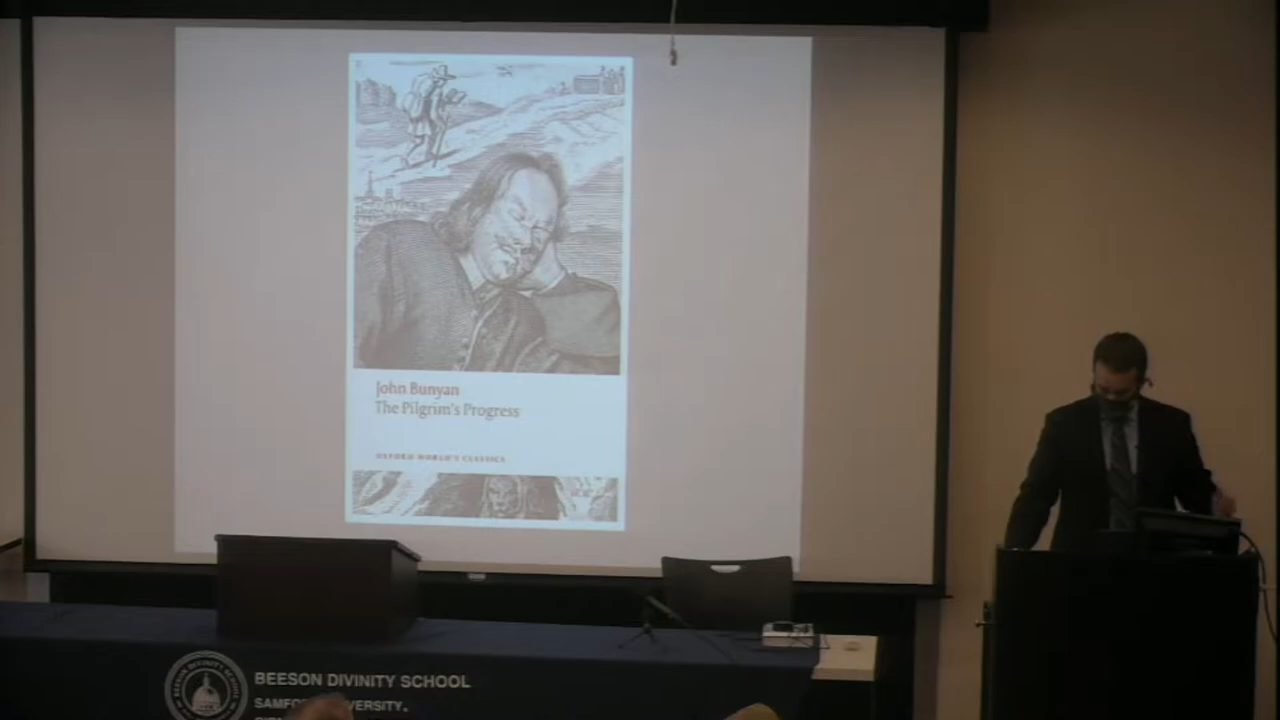 John Bunyan
The Pilgrim's Progress
OXFORD WORLD'S CLASSICS
BEESON DIVINITY SCHOOL